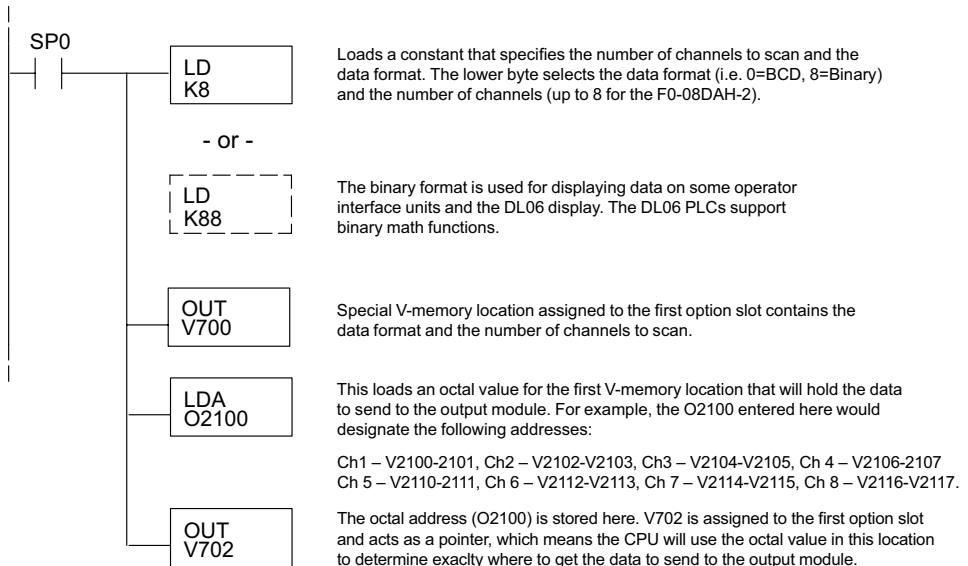 SP0
LD
K8
Loads a constant that specifies the number of channels to scan and the
data format. The lower byte selects the data format (i.e. 0=BCD, 8=Binary)
and the number of channels (up to 8 for the F0-08DAH-2).
- or -
LD
K88
The binary format is used for displaying data on some operator
interface units and the DL06 display. The DL06 PLCs support
binary math functions.
OUT
V700
Special V-memory location assigned to the first option slot contains the
data format and the number of channels to scan.
LDA
O2100
This loads an octal value for the first V-memory location that will hold the data
to send to the output module. For example, the O2100 entered here would
designate the following addresses:
Ch1 – V2100-2101, Ch2 – V2102-V2103, Ch3 – V2104-V2105, Ch 4 – V2106-2107
Ch 5 – V2110-2111, Ch 6 – V2112-V2113, Ch 7 – V2114-V2115, Ch 8 – V2116-V2117.
OUT
V702
The octal address (O2100) is stored here. V702 is assigned to the first option slot
and acts as a pointer, which means the CPU will use the octal value in this location
to determine exaclty where to get the data to send to the output module.